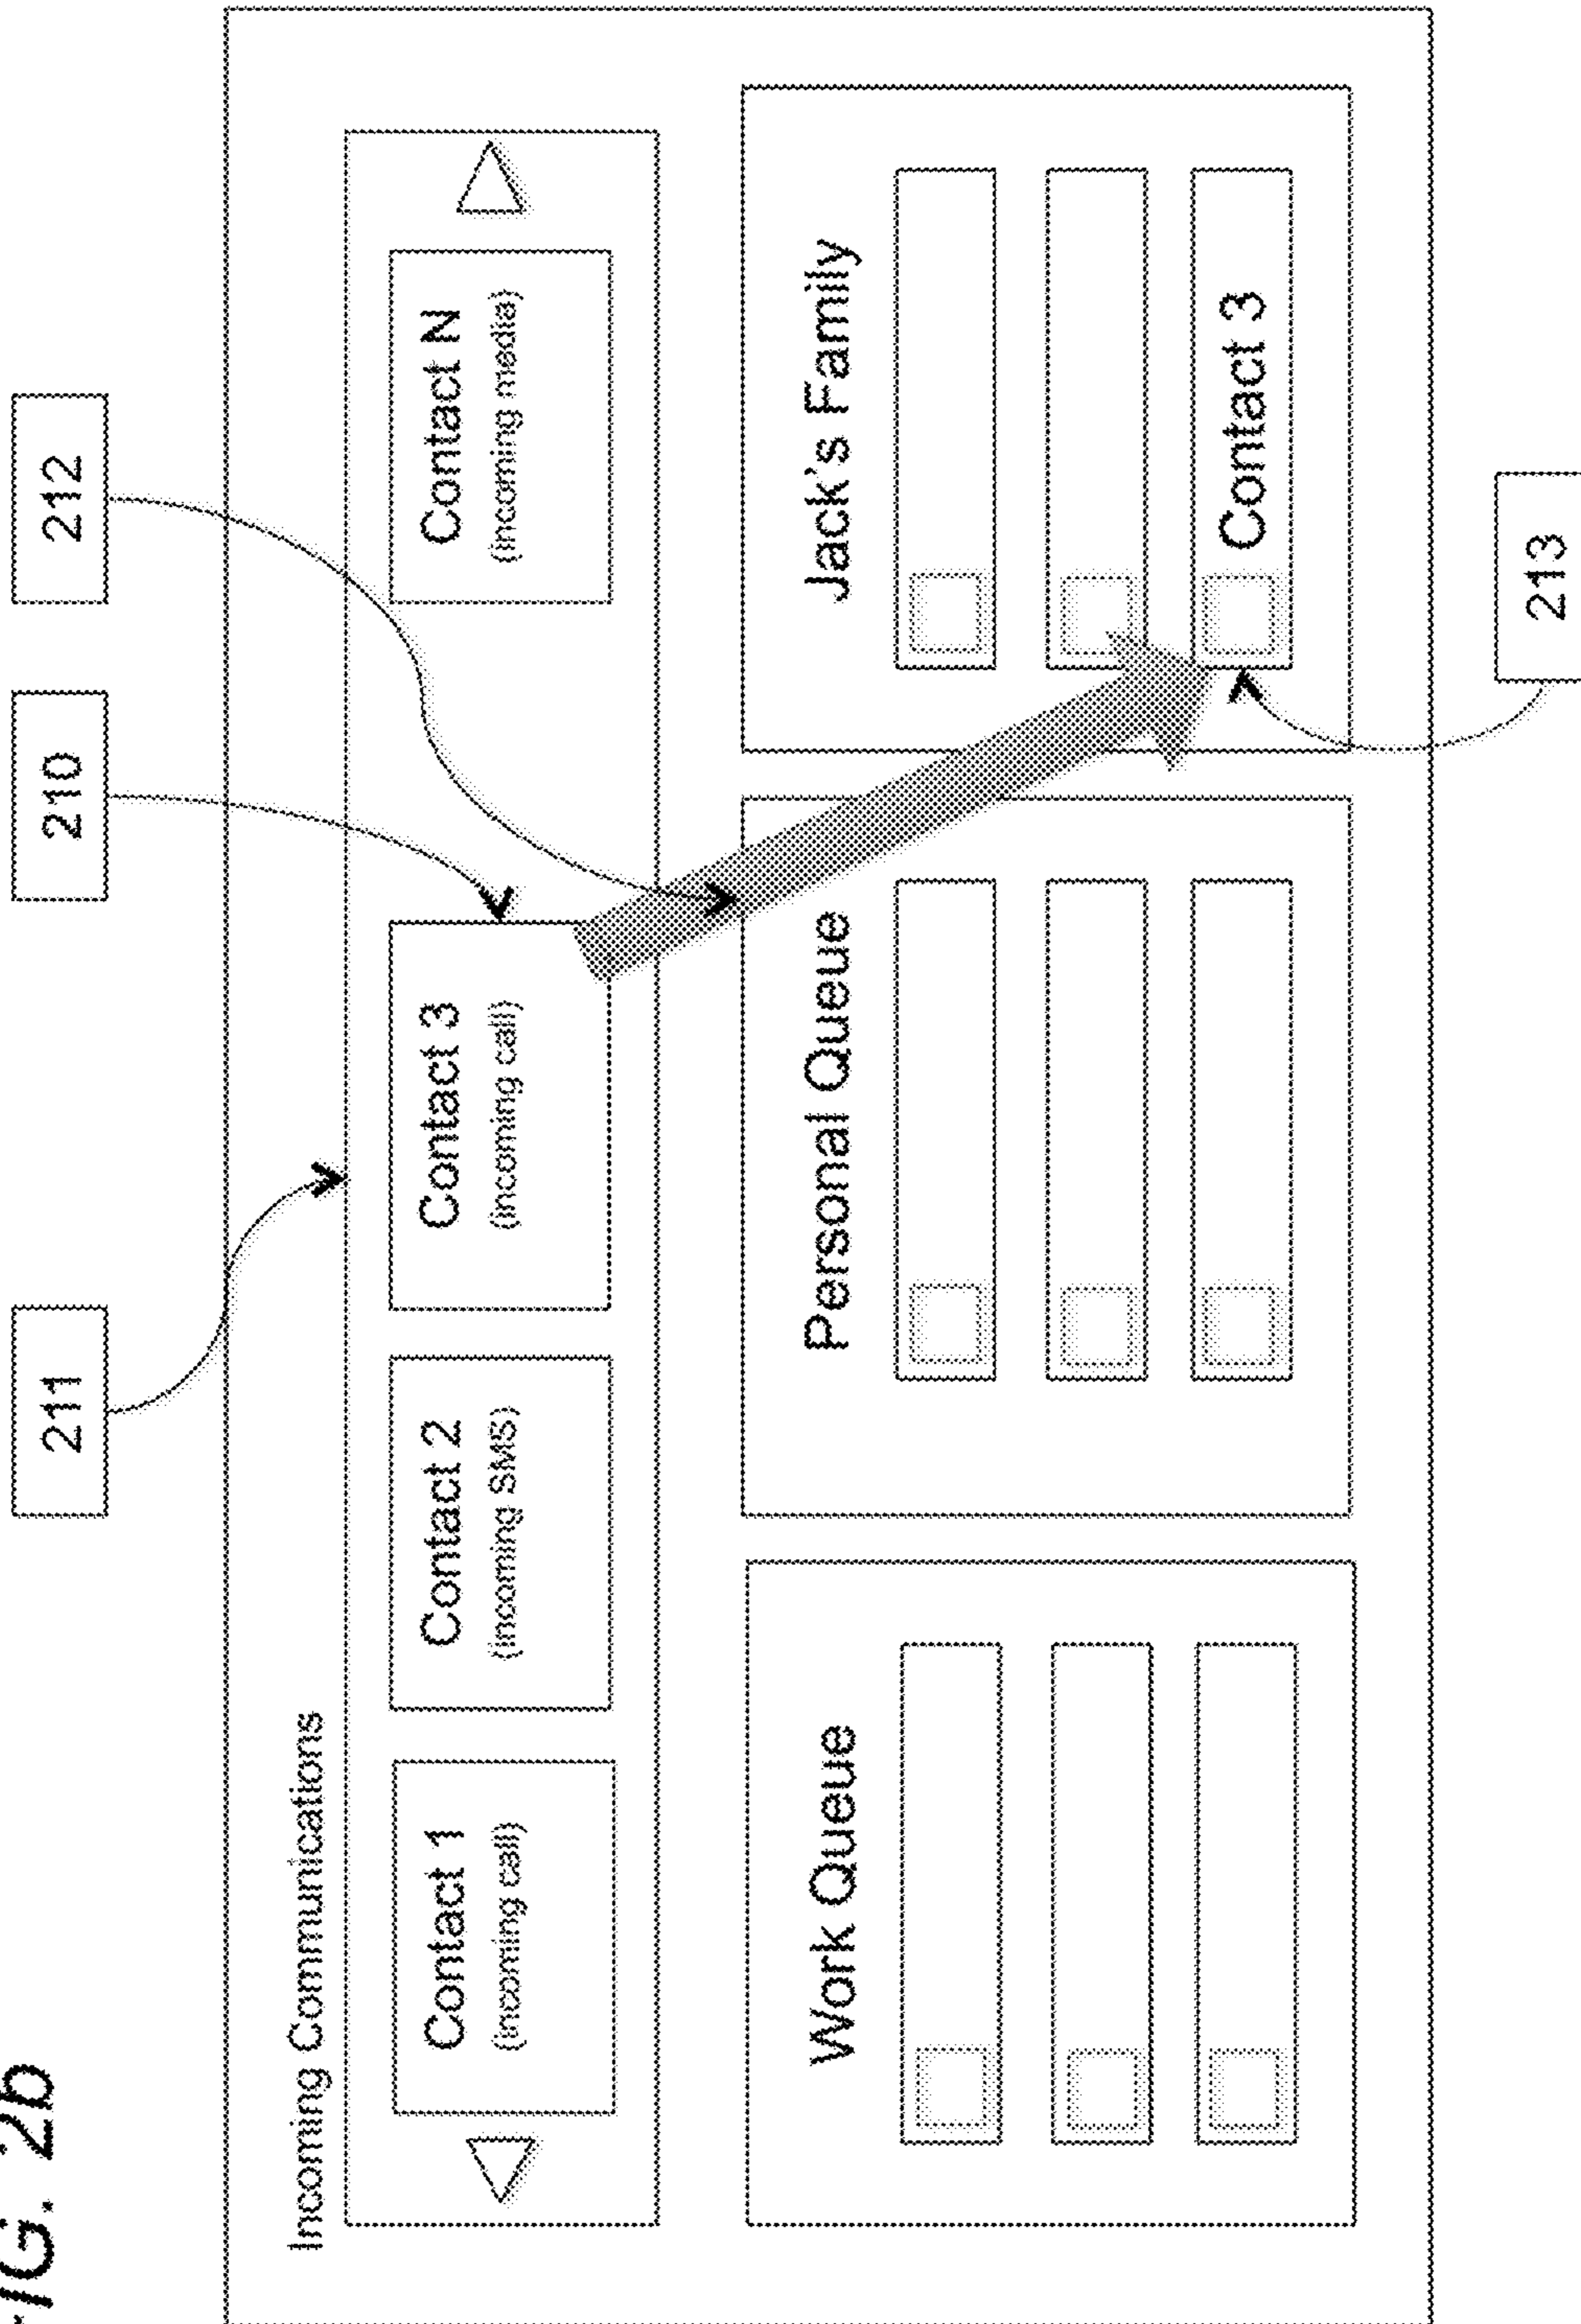 FIG. 2b
211
210
212
Incoming Communications
Contact 1
(incoming call)
Contact 2
(incoming SMS)
Contact 3
(incoming call)
Contact N
(incoming media)
Work Queue
Personal Queue
Jack's Family
Contact 3
213